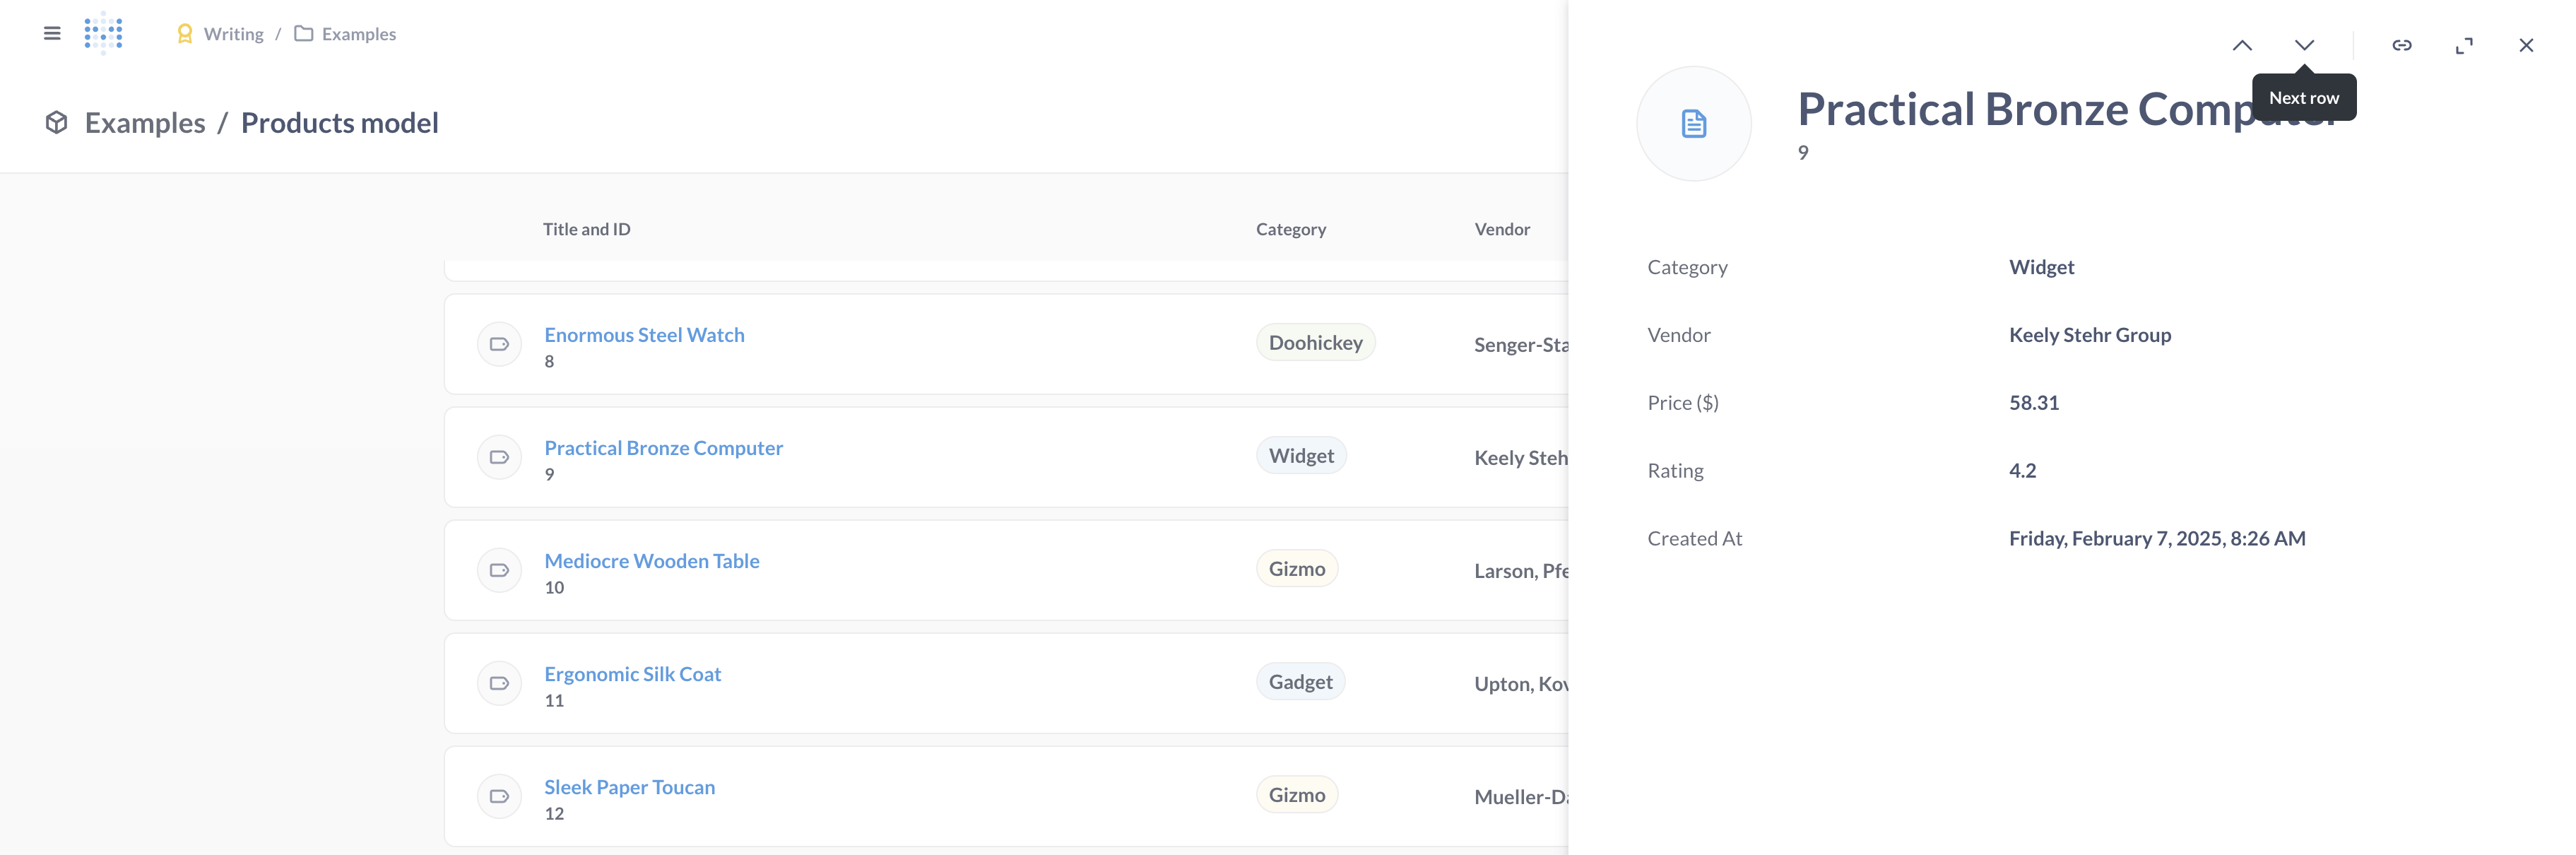 Writing / Examples
Examples / Products model
Title and ID Category Vendor
Enormous Steel Watch Doohickey Senger-Sta
8
Practical Bronze Computer Widget Keely Steh
9
Mediocre Wooden Table Gizmo Larson, Pfe
10
Ergonomic Silk Coat Gadget Upton, Kov
11
Sleek Paper Toucan Gizmo Mueller-Da
12
Next row
Practical Bronze Computer
9
Category Widget
Vendor Keely Stehr Group
Price ($) 58.31
Rating 4.2
Created At Friday, February 7, 2025, 8:26 AM